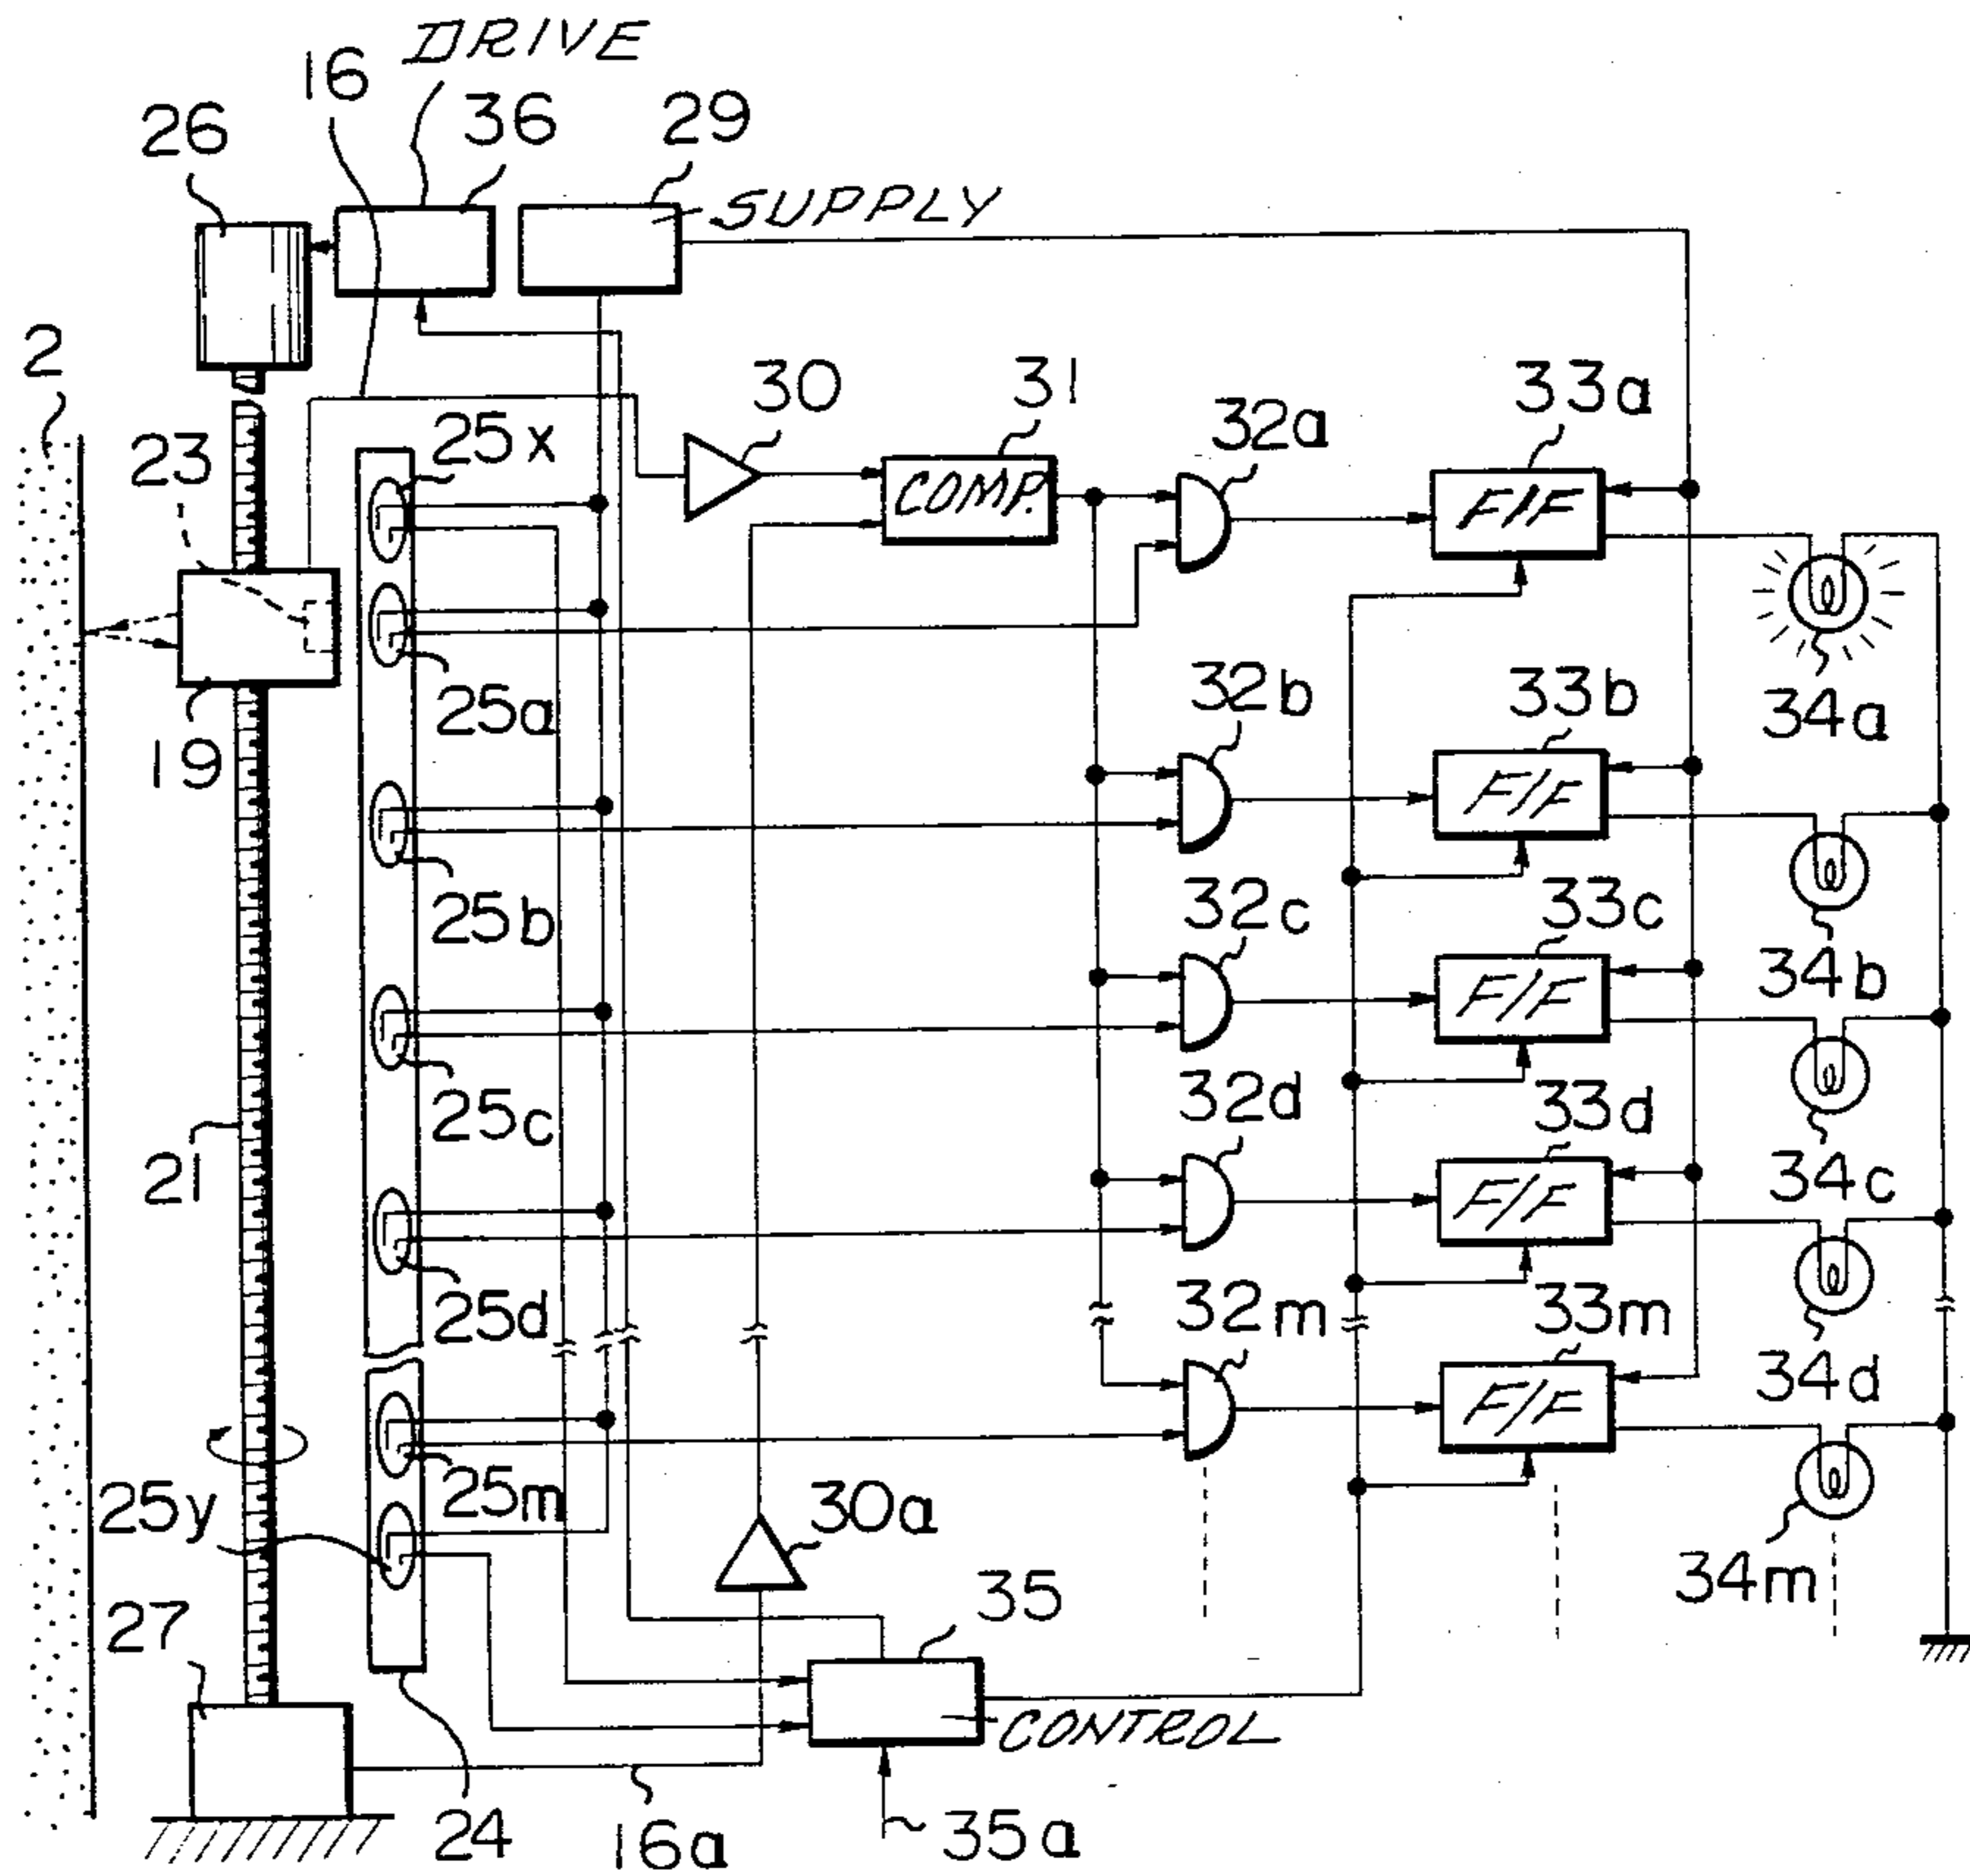 DRIVE
16
36
29
26
SUPPLY
2
30
31
33a
32a
25x
23
COMP.
F/F
25a
32b
33b
34a
19
F/F
25b
32c
33c
34b
F/F
25c
32d
33d
21
34c
F/F
25d
32m
33m
34d
F/F
25m
25y
30a
34m
35
27
CONTROL
24
16a
35a